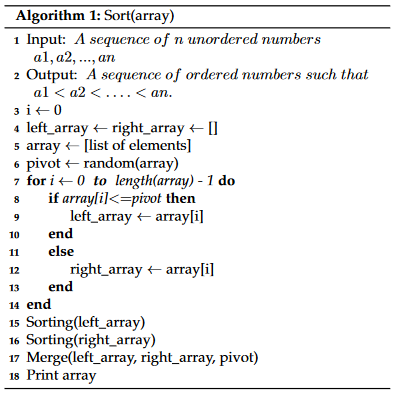 Algorithm 1: Sort(array)
1 Input: A sequence of n unordered numbers
a1, a2, ..., an
2 Output: A sequence of ordered numbers such that
a1 < a2 < . . . . < an.
3 i ← 0
4 left_array ← right_array ← []
5 array ← [list of elements]
6 pivot ← random(array)
7 for i ← 0 to length(array) - 1 do
8 if array[i]<=pivot then
9 left_array ← array[i]
10 end
11 else
12 right_array ← array[i]
13 end
14 end
15 Sorting(left_array)
16 Sorting(right_array)
17 Merge(left_array, right_array, pivot)
18 Print array